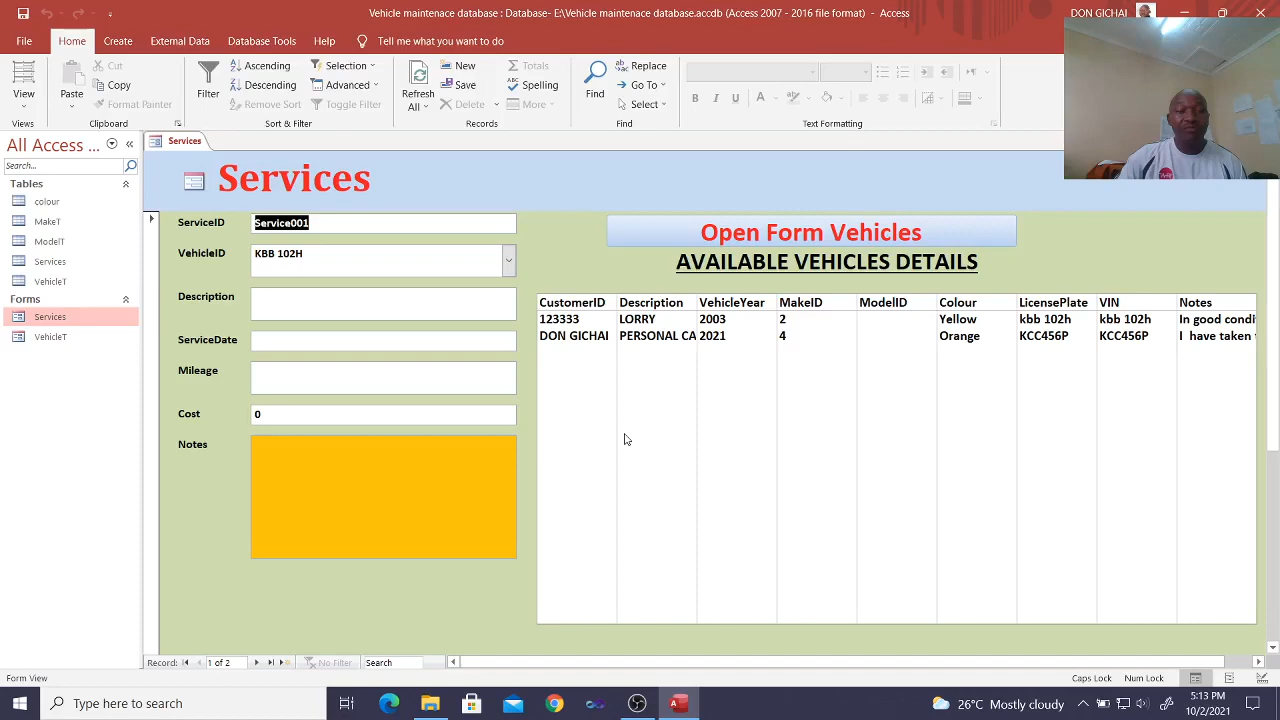 Vehicle maintenace database : Database- E:\Vehicle maintenace database.accdb (Access 2007 - 2016 file format) - Access
DON GICHAI
File Home Create External Data Database Tools Help Tell me what you want to do
View
Views
Paste
Cut
Copy
Format Painter
Clipboard
Filter
Ascending
Descending
Remove Sort
Selection
Advanced
Toggle Filter
Sort & Filter
Refresh
All
New
Save
Delete
Totals
Spelling
More
Records
Find
Replace
Go To
Select
Find
B I U A
Text Formatting
All Access ...
Search...
Tables
colour
MakeT
ModelT
Services
VehicleT
Forms
Services
VehicleT
Services
Services
ServiceID Service001
VehicleID KBB 102H
Description
ServiceDate
Mileage
Cost 0
Notes
Open Form Vehicles
AVAILABLE VEHICLES DETAILS
CustomerID Description VehicleYear MakeID ModelID Colour LicensePlate VIN Notes
123333 LORRY 2003 2 Yellow kbb 102h kbb 102h In good condi
DON GICHAI PERSONAL CA 2021 4 Orange KCC456P KCC456P I have taken
Record: 1 of 2 No Filter Search
Form View
Caps Lock Num Lock
Type here to search
26°C Mostly cloudy
5:13 PM
10/2/2021